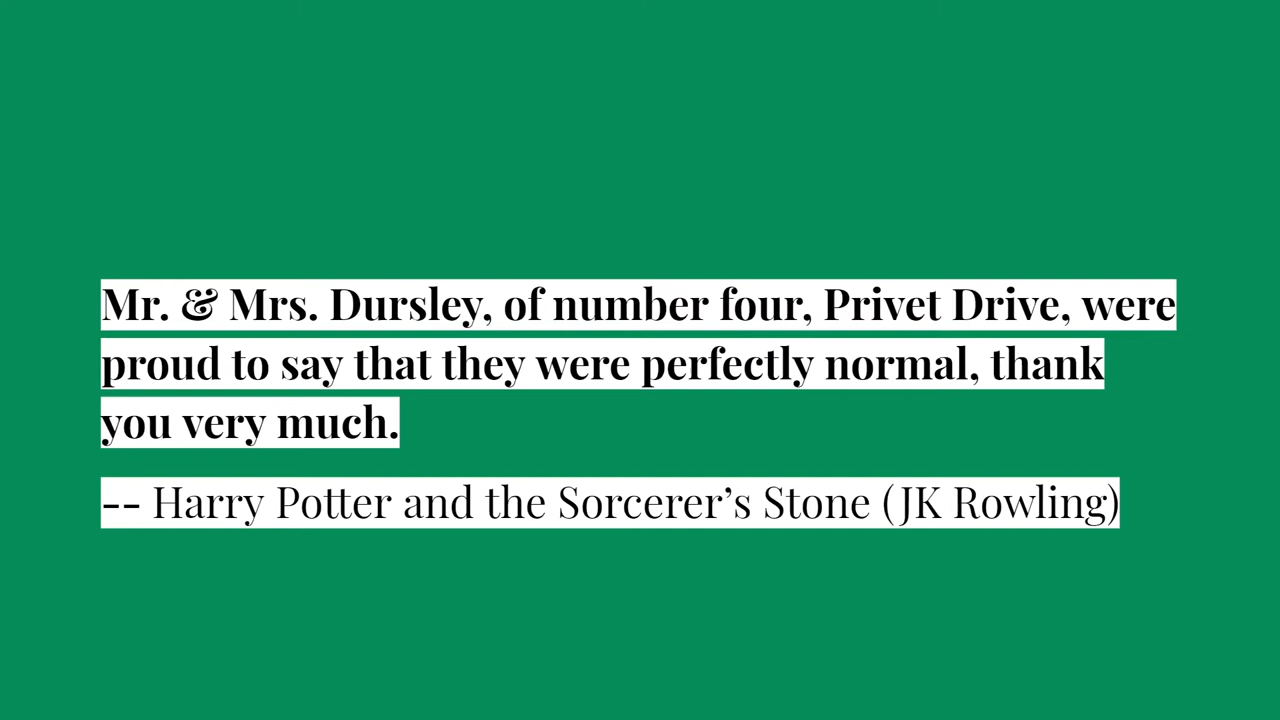 Mr. & Mrs. Dursley, of number four, Privet Drive, were
proud to say that they were perfectly normal, thank
you very much.
-- Harry Potter and the Sorcerer’s Stone (JK Rowling)